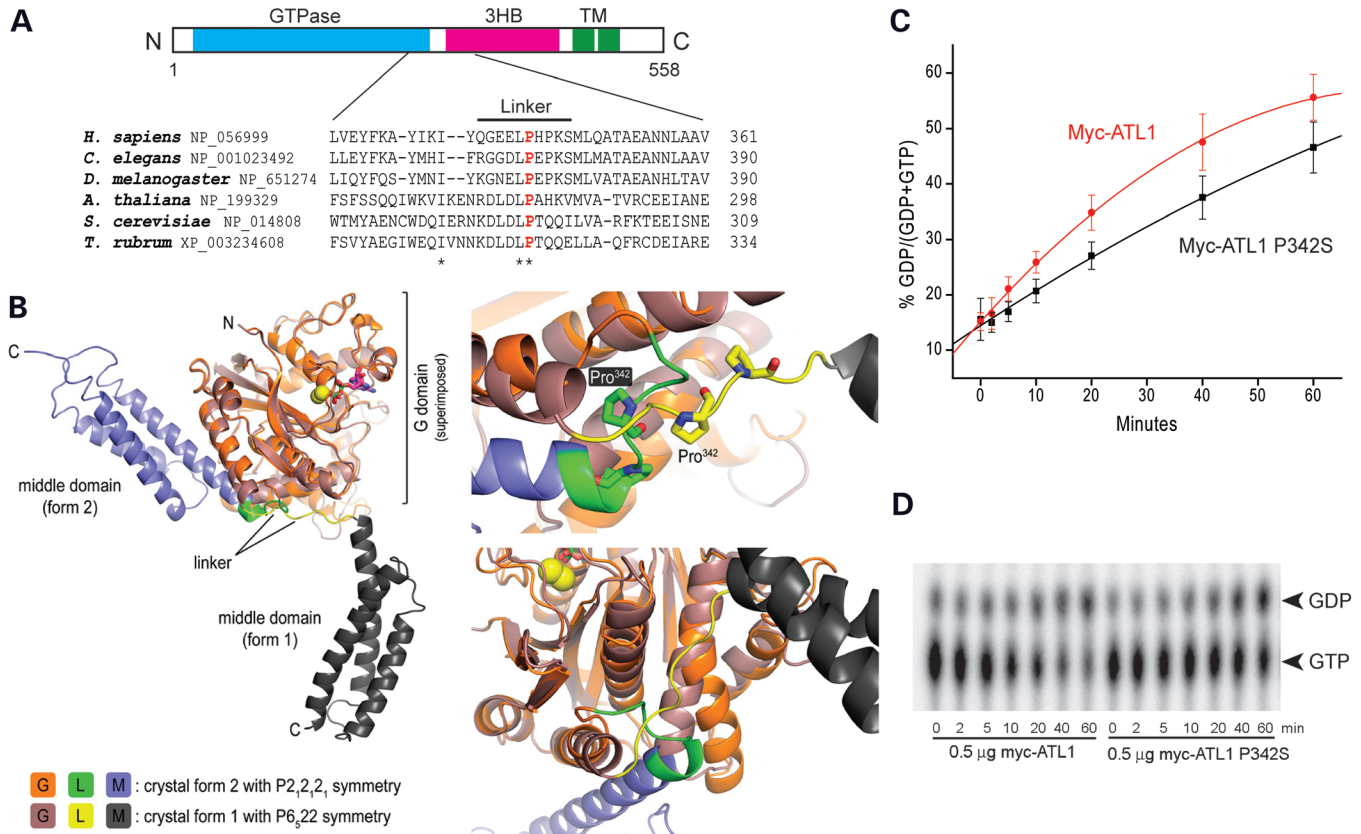 A
GTPase 3HB TM
N C
1 558
Linker
H. sapiens NP_056999 LVEYFKA-YIKI--YQGEELPHPKSMLQATAEANNLAAV 361
C. elegans NP_001023492 LLEYFKA-YMHI--FRGGDLPEPKSMLMATAEANNLAAV 390
D. melanogaster NP_651274 LIQYFQS-YMNI--YKGNELPEPKSMLVATAEANHLAAV 390
A. thaliana NP_199329 FSFSSQQIWKVIKENRDLDLPAHKVMVA-TVRCEEIANE 298
S. cerevisiae NP_014808 WTMYAENCWDQIERNKDLDLPTQQILVA-RFKTEEISNE 309
T. rubrum XP_003234608 FSVYAEGIWEQIVNNKDLDLPTQQELLA-QFRCDEIARE 334
* **
B
N
C
G domain
(superimposed)
middle domain
(form 2)
linker
middle domain
(form 1)
C
Pro³⁴²
Pro³⁴²
G L M : crystal form 2 with P2₁2₁2₁ symmetry
G L M : crystal form 1 with P6₅22 symmetry
C
% GDP/(GDP+GTP)
60
50
40
30
20
10
Myc-ATL1
Myc-ATL1 P342S
0 10 20 30 40 50 60
Minutes
D
GDP
GTP
0 2 5 10 20 40 60 0 2 5 10 20 40 60 min
0.5 µg myc-ATL1 0.5 µg myc-ATL1 P342S